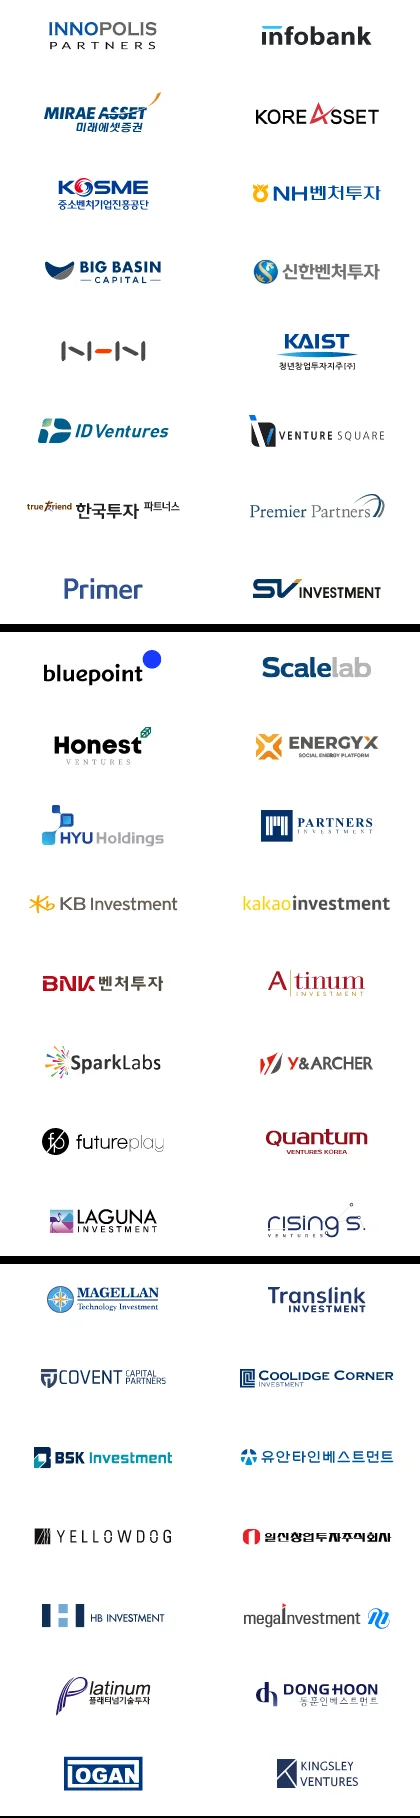 INNOPOLIS
PARTNERS
infobank
MIRAE ASSET
미래에셋증권
KOREASSET
KOSME
중소벤처기업진흥공단
NH벤처투자
BIG BASIN
CAPITAL
신한벤처투자
NHN
KAIST
청년창업투자지주[주]
ID Ventures
VENTURE SQUARE
true Friend 한국투자 파트너스
Premier Partners
Primer
SV INVESTMENT
bluepoint
Scalelab
Honest
VENTURES
ENERGYX
SOCIAL ENERGY PLATFORM
HYU Holdings
PARTNERS
INVESTMENT
KB Investment
kakaoinvestment
BNK 벤처투자
Atinum
INVESTMENT
SparkLabs
Y&ARCHER
fp futureplay
Quantum
VENTURES KOREA
LAGUNA
INVESTMENT
rising s.
VENTURES
MAGELLAN
Technology Investment
Translink
INVESTMENT
COVENT CAPITAL
PARTNERS
COOLIDGE CORNER
INVESTMENT
BSK Investment
유안타인베스트먼트
YELLOWDOG
일신창업투자주식회사
HB INVESTMENT
megainvestment
Platinum
플래티넘기술투자
DONGHOON
동훈인베스트먼트
LOGAN
KINGSLEY
VENTURES